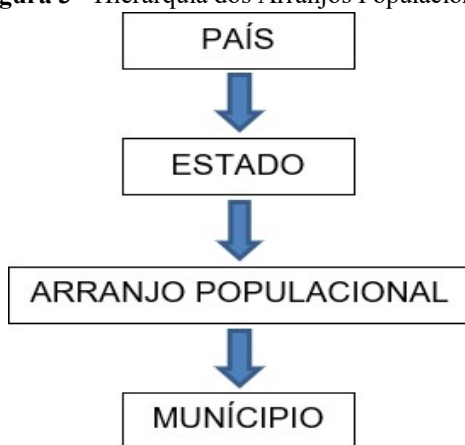 Hierarquia dos Arranjos
PAÍS
ESTADO
ARRANJO POPULACIONAL
MUNÍCIPIO